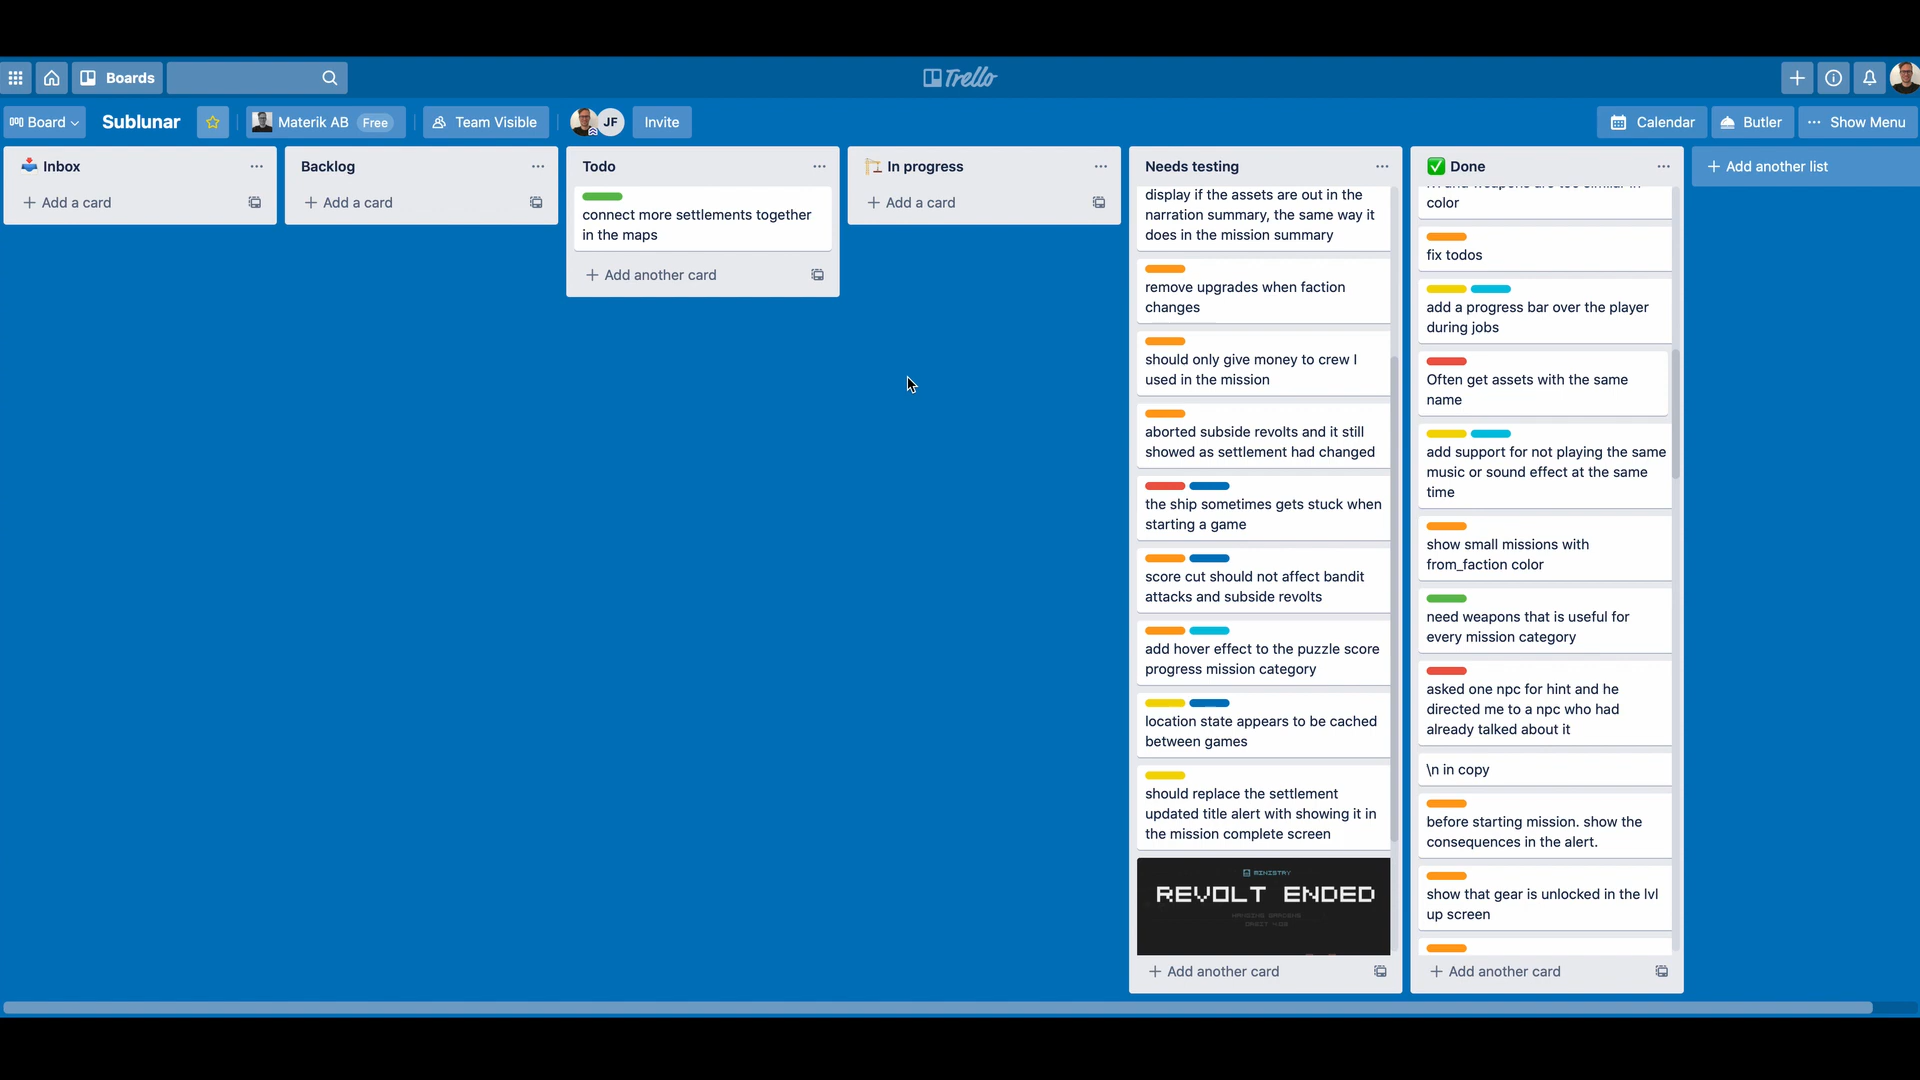 Boards
Trello
Board
Sublunar
Materik AB
Free
Team Visible
JF
Invite
Calendar
Butler
Show Menu
Inbox
Add a card
Backlog
Add a card
Todo
connect more settlements together
in the maps
Add another card
In progress
Add a card
Needs testing
display if the assets are out in the
narration summary, the same way it
does in the mission summary
remove upgrades when faction
changes
should only give money to crew I
used in the mission
aborted subside revolts and it still
showed as settlement had changed
the ship sometimes gets stuck when
starting a game
score cut should not affect bandit
attacks and subside revolts
add hover effect to the puzzle score
progress mission category
location state appears to be cached
between games
should replace the settlement
updated title alert with showing it in
the mission complete screen
MINISTRY
REVOLT ENDED
HANGING GARDENS
Add another card
Done
color
fix todos
add a progress bar over the player
during jobs
Often get assets with the same
name
add support for not playing the same
music or sound effect at the same
time
show small missions with
from_faction color
need weapons that is useful for
every mission category
asked one npc for hint and he
directed me to a npc who had
already talked about it
\n in copy
before starting mission. show the
consequences in the alert.
show that gear is unlocked in the lvl
up screen
Add another card
Add another list